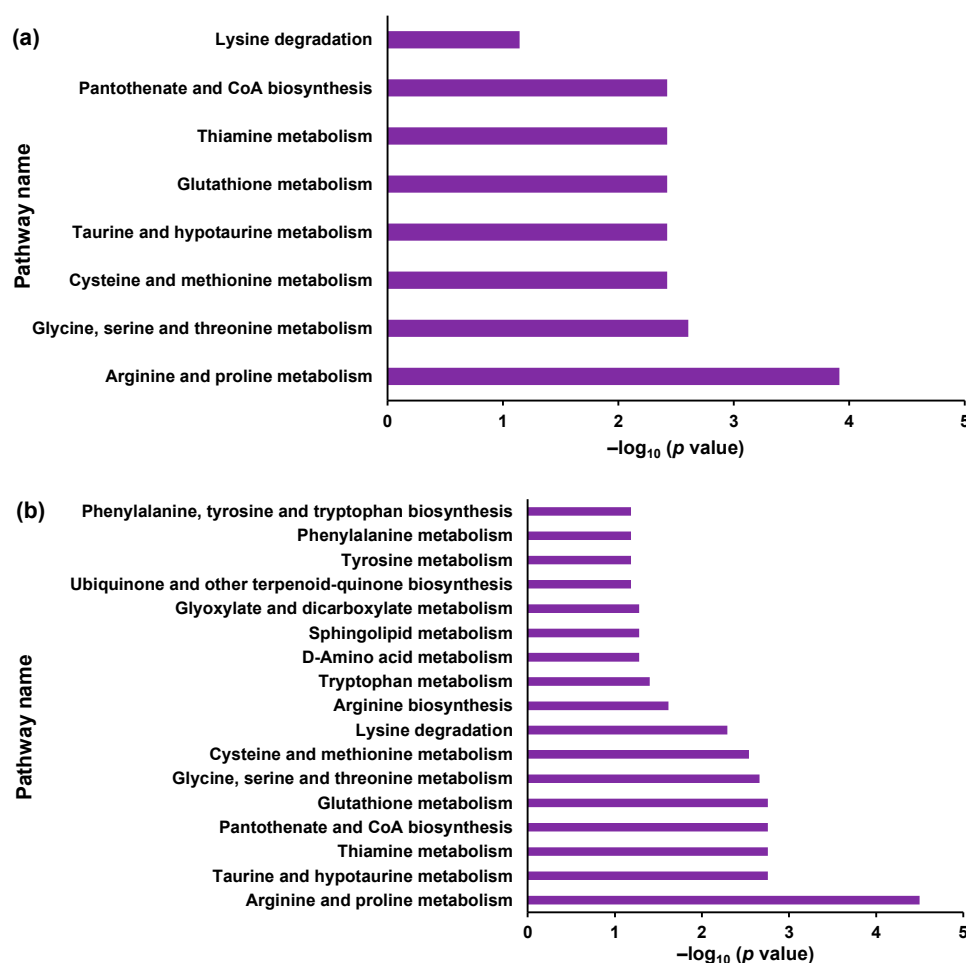 (a)
Pathway name
Lysine degradation
Pantothenate and CoA biosynthesis
Thiamine metabolism
Glutathione metabolism
Taurine and hypotaurine metabolism
Cysteine and methionine metabolism
Glycine, serine and threonine metabolism
Arginine and proline metabolism
0 1 2 3 4 5
–log₁₀ (p value)
(b)
Pathway name
Phenylalanine, tyrosine and tryptophan biosynthesis
Phenylalanine metabolism
Tyrosine metabolism
Ubiquinone and other terpenoid-quinone biosynthesis
Glyoxylate and dicarboxylate metabolism
Sphingolipid metabolism
D-Amino acid metabolism
Tryptophan metabolism
Arginine biosynthesis
Lysine degradation
Cysteine and methionine metabolism
Glycine, serine and threonine metabolism
Glutathione metabolism
Pantothenate and CoA biosynthesis
Thiamine metabolism
Taurine and hypotaurine metabolism
Arginine and proline metabolism
0 1 2 3 4 5
–log₁₀ (p value)